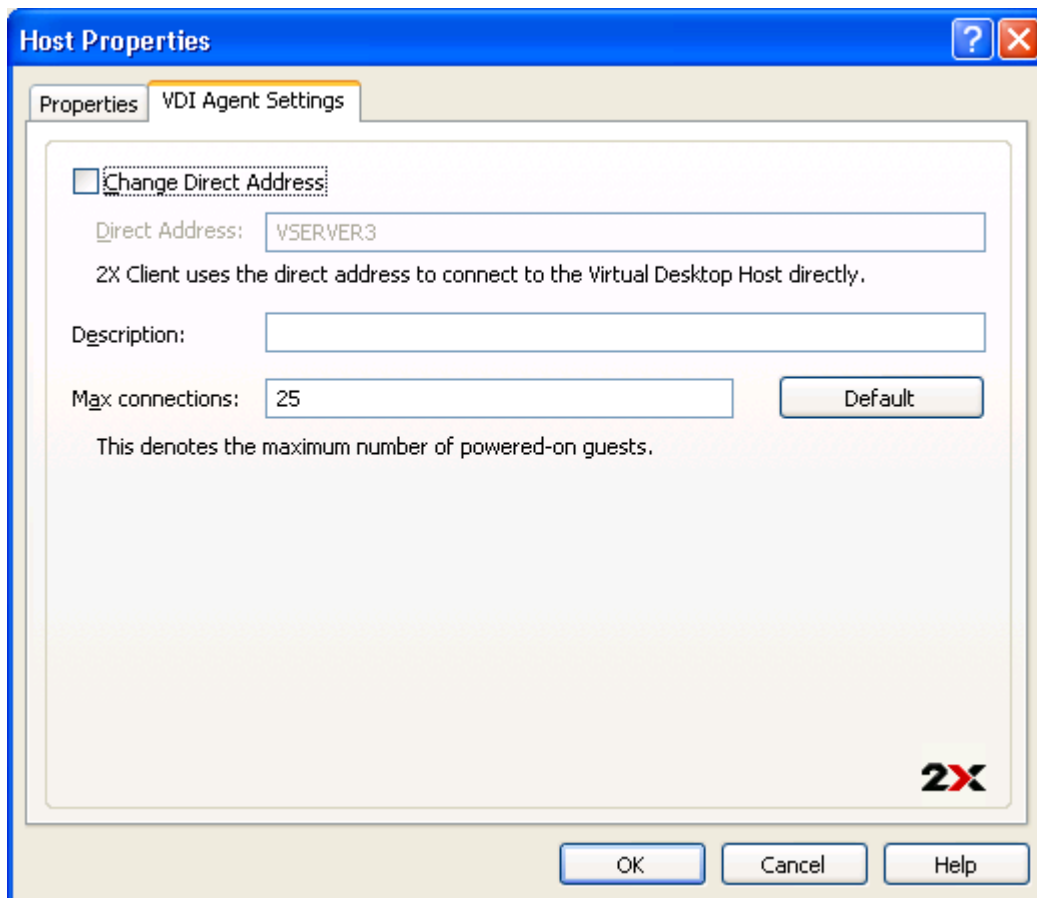 Host Properties
?
Properties
VDI Agent Settings
Change Direct Address
Direct Address: VSERVER3
2X Client uses the direct address to connect to the Virtual Desktop Host directly.
Description:
Max connections: 25 Default
This denotes the maximum number of powered-on guests.
2X
OK Cancel Help